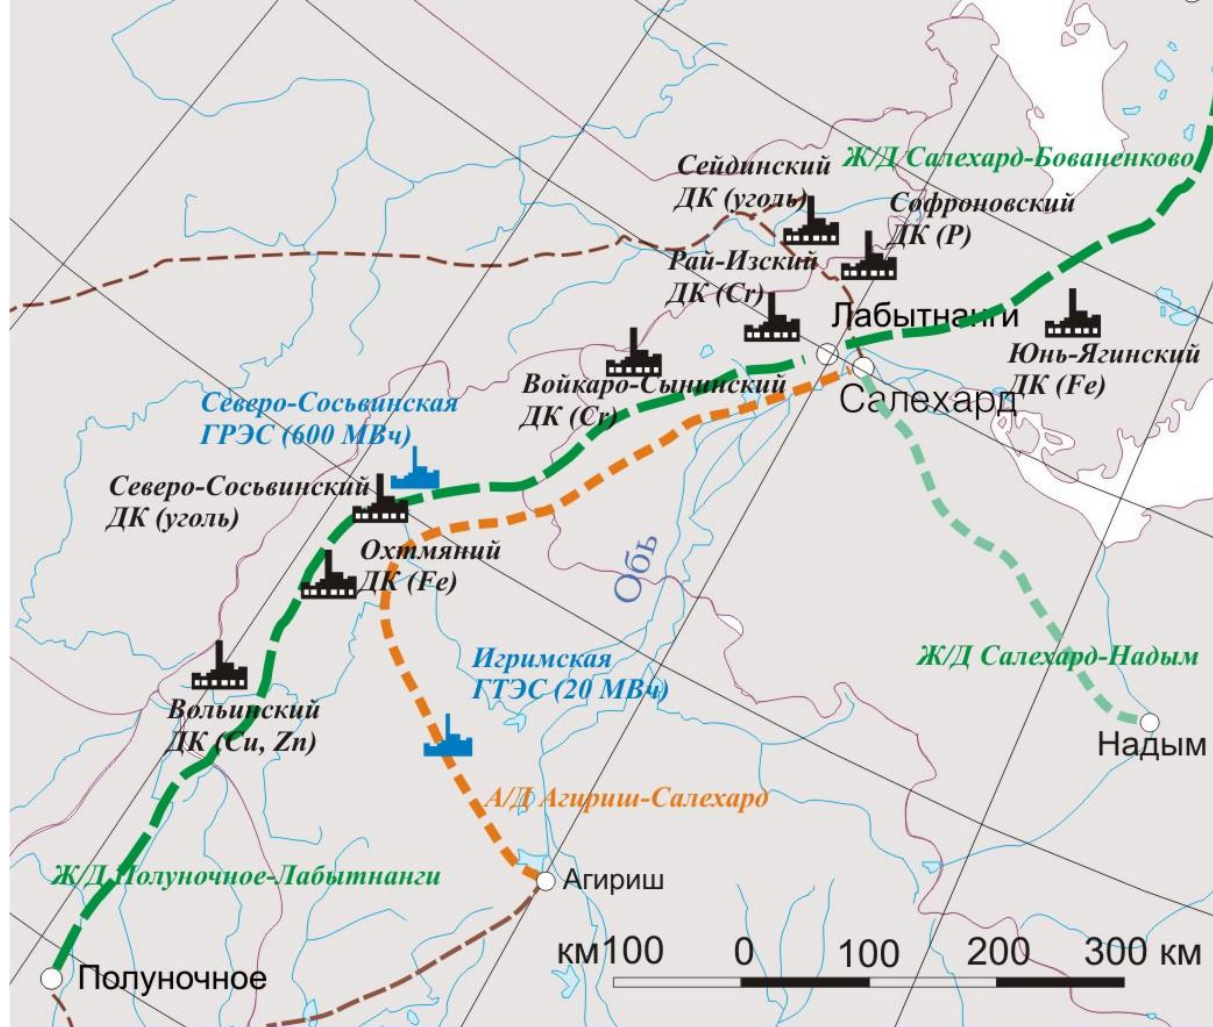 Сейдинский
ДК (уголь)
Ж/Д Салехард-Бованенково
Софроновский
ДК (Р)
Рай-Изский
ДК (Cr)
Лабытнанги
Юнь-Ягинский
ДК (Fe)
Войкаро-Сынинский
ДК (Cr)
Салехард
Северо-Сосьвинская
ГРЭС (600 МВч)
Северо-Сосьвинский
ДК (уголь)
Охтмяний
ДК (Fe)
Обь
Игримская
ГТЭС (20 МВч)
Ж/Д Салехард-Надым
Вольинский
ДК (Cu, Zn)
Надым
А/Д Агириш-Салехард
Ж/Д Полуночное-Лабытнанги
Агириш
км100 0 100 200 300 км
Полуночное